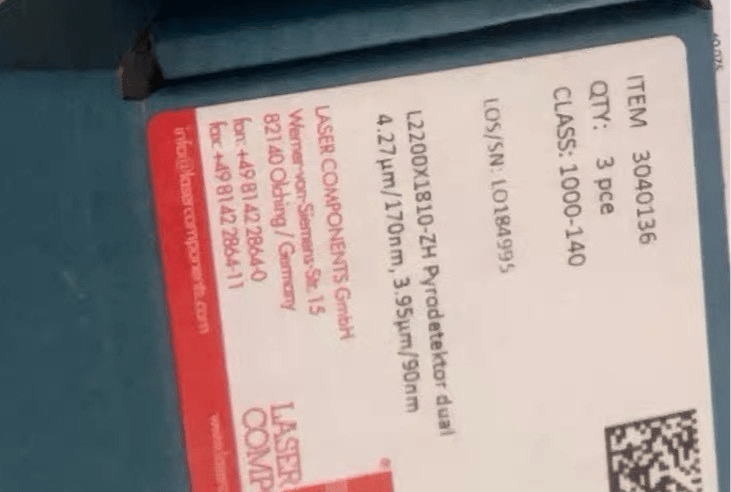 ITEM 3040136
QTY: 3 pce
CLASS: 1000-140
LOS/SN: LO184995
L2200X1810-ZH Pyrodetektor dual
4.27µm/170nm, 3.95µm/90nm
LASER COMPONENTS GmbH
Werner-von-Siemens-Str. 15
82140 Olching / Germany
fon: +49 8142 2864-0
fax: +49 8142 2864-11
info@lasercomponents.com
LASER
COMP